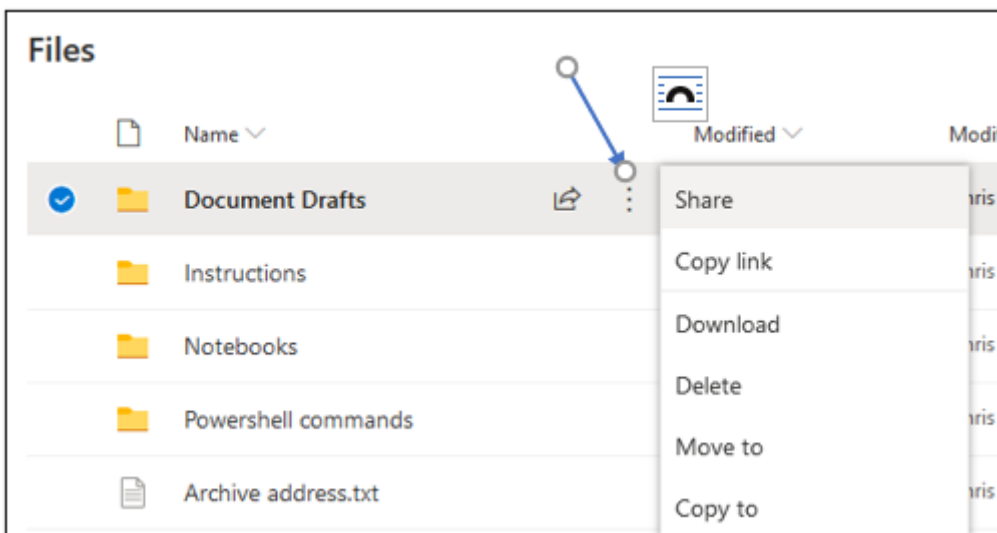 Files
Name Modified
Document Drafts Share
Copy link
Instructions
Download
Notebooks
Delete
Powershell commands
Move to
Archive address.txt
Copy to